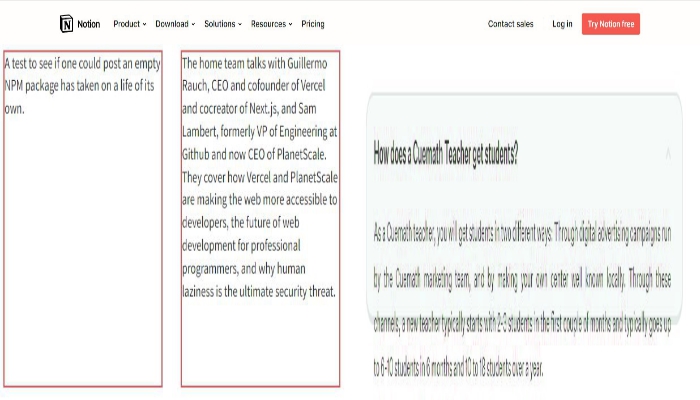 Notion Product Download Solutions Resources Pricing Contact sales Log in Try Notion free
A test to see if one could post an empty
NPM package has taken on a life of its
own.
The home team talks with Guillermo
Rauch, CEO and cofounder of Vercel
and cocreator of Next.js, and Sam
Lambert, formerly VP of Engineering at
Github and now CEO of PlanetScale.
They cover how Vercel and PlanetScale
are making the web more accessible to
developers, the future of web
development for professional
programmers, and why human
laziness is the ultimate security threat.
How does a Cuemath Teacher get students?
As a Cuemath teacher, you will get students in two different ways: Through digital advertising campaigns run
by the Cuemath marketing team, and by making your own center well known locally. Through these
channels, a new teacher typically starts with 2-3 students in the first couple of months and typically goes up
to 6-10 students in 6 months and 10 to 18 students over a year.